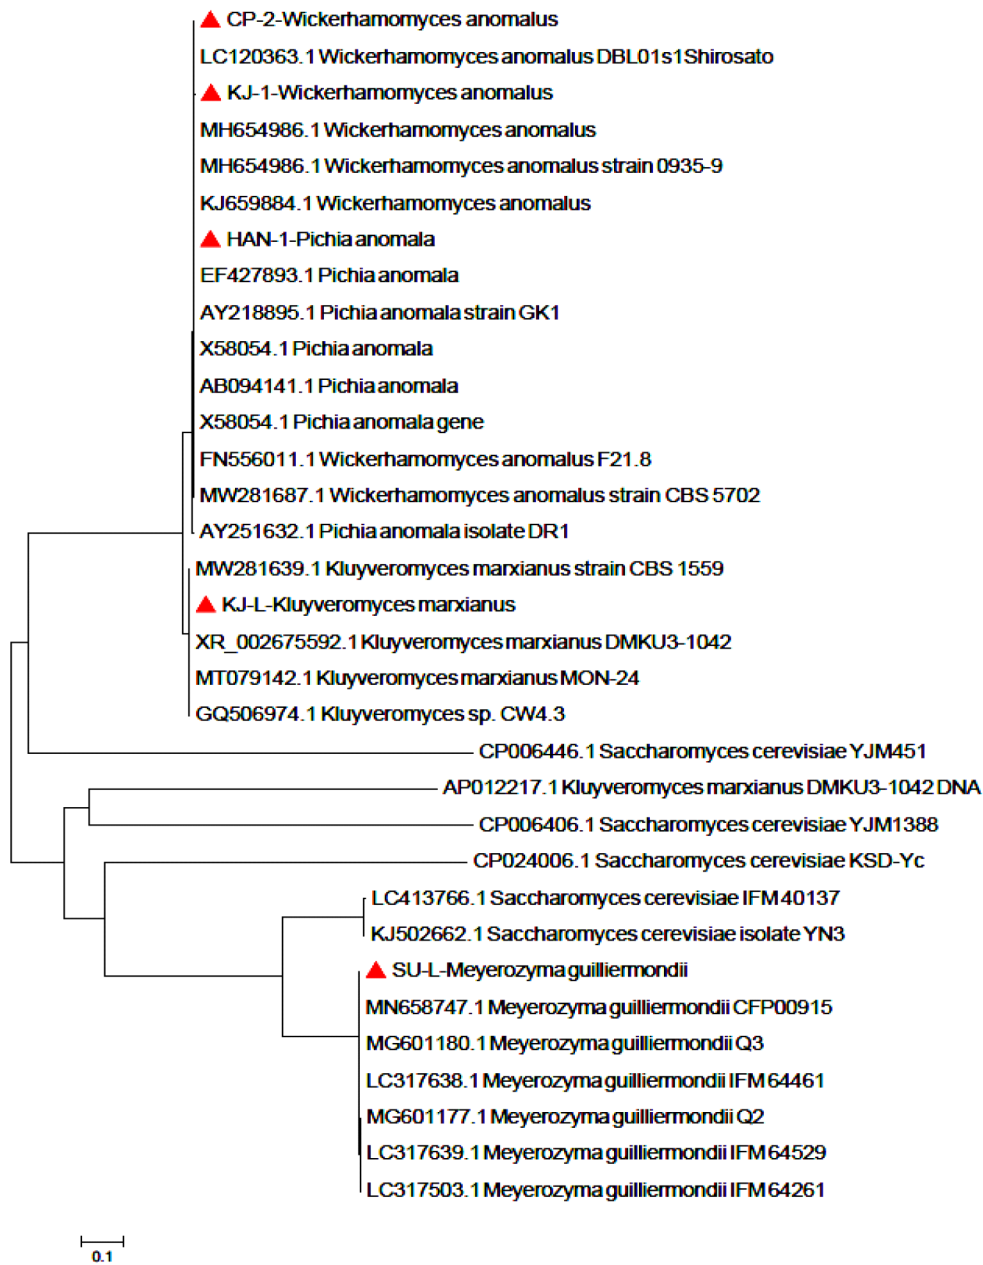 CP-2-Wickerhamomyces anomalus
LC120363.1 Wickerhamomyces anomalus DBL01s1Shirosato
KJ-1-Wickerhamomyces anomalus
MH654986.1 Wickerhamomyces anomalus
MH654986.1 Wickerhamomyces anomalus strain 0935-9
KJ659884.1 Wickerhamomyces anomalus
HAN-1-Pichia anomala
EF427893.1 Pichia anomala
AY218895.1 Pichia anomala strain GK1
X58054.1 Pichia anomala
AB094141.1 Pichia anomala
X58054.1 Pichia anomala gene
FN556011.1 Wickerhamomyces anomalus F21.8
MW281687.1 Wickerhamomyces anomalus strain CBS 5702
AY251632.1 Pichia anomala isolate DR1
MW281639.1 Kluyveromyces marxianus strain CBS 1559
KJ-L-Kluyveromyces marxianus
XR_002675592.1 Kluyveromyces marxianus DMKU3-1042
MT079142.1 Kluyveromyces marxianus MON-24
GQ506974.1 Kluyveromyces sp. CW4.3
CP006446.1 Saccharomyces cerevisiae YJM451
AP012217.1 Kluyveromyces marxianus DMKU3-1042 DNA
CP006406.1 Saccharomyces cerevisiae YJM1388
CP024006.1 Saccharomyces cerevisiae KSD-Yc
LC413766.1 Saccharomyces cerevisiae IFM 40137
KJ502662.1 Saccharomyces cerevisiae isolate YN3
SU-L-Meyerozyma guilliermondii
MN658747.1 Meyerozyma guilliermondii CFP00915
MG601180.1 Meyerozyma guilliermondii Q3
LC317638.1 Meyerozyma guilliermondii IFM 64461
MG601177.1 Meyerozyma guilliermondii Q2
LC317639.1 Meyerozyma guilliermondii IFM 64529
LC317503.1 Meyerozyma guilliermondii IFM 64261
0.1